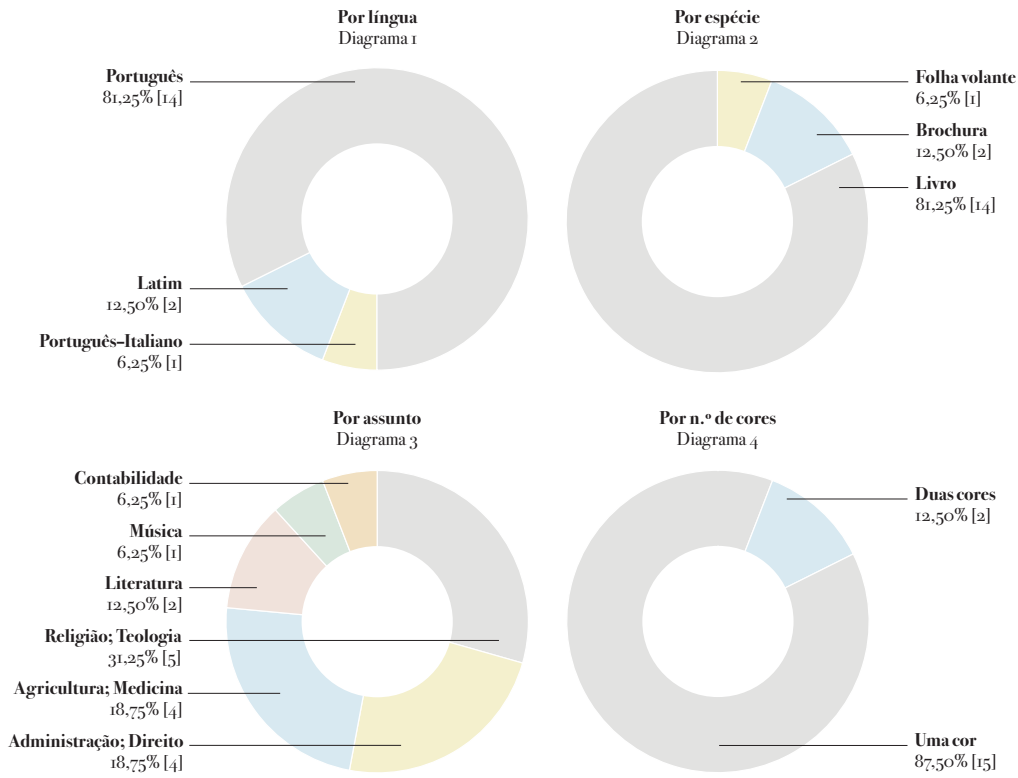 Por língua
Diagrama 1
Português
81,25% [14]
Latim
12,50% [2]
Português–Italiano
6,25% [1]
Por espécie
Diagrama 2
Folha volante
6,25% [1]
Brochura
12,50% [2]
Livro
81,25% [14]
Por assunto
Diagrama 3
Contabilidade
6,25% [1]
Música
6,25% [1]
Literatura
12,50% [2]
Religião; Teologia
31,25% [5]
Agricultura; Medicina
18,75% [4]
Administração; Direito
18,75% [4]
Por n.º de cores
Diagrama 4
Duas cores
12,50% [2]
Uma cor
87,50% [15]